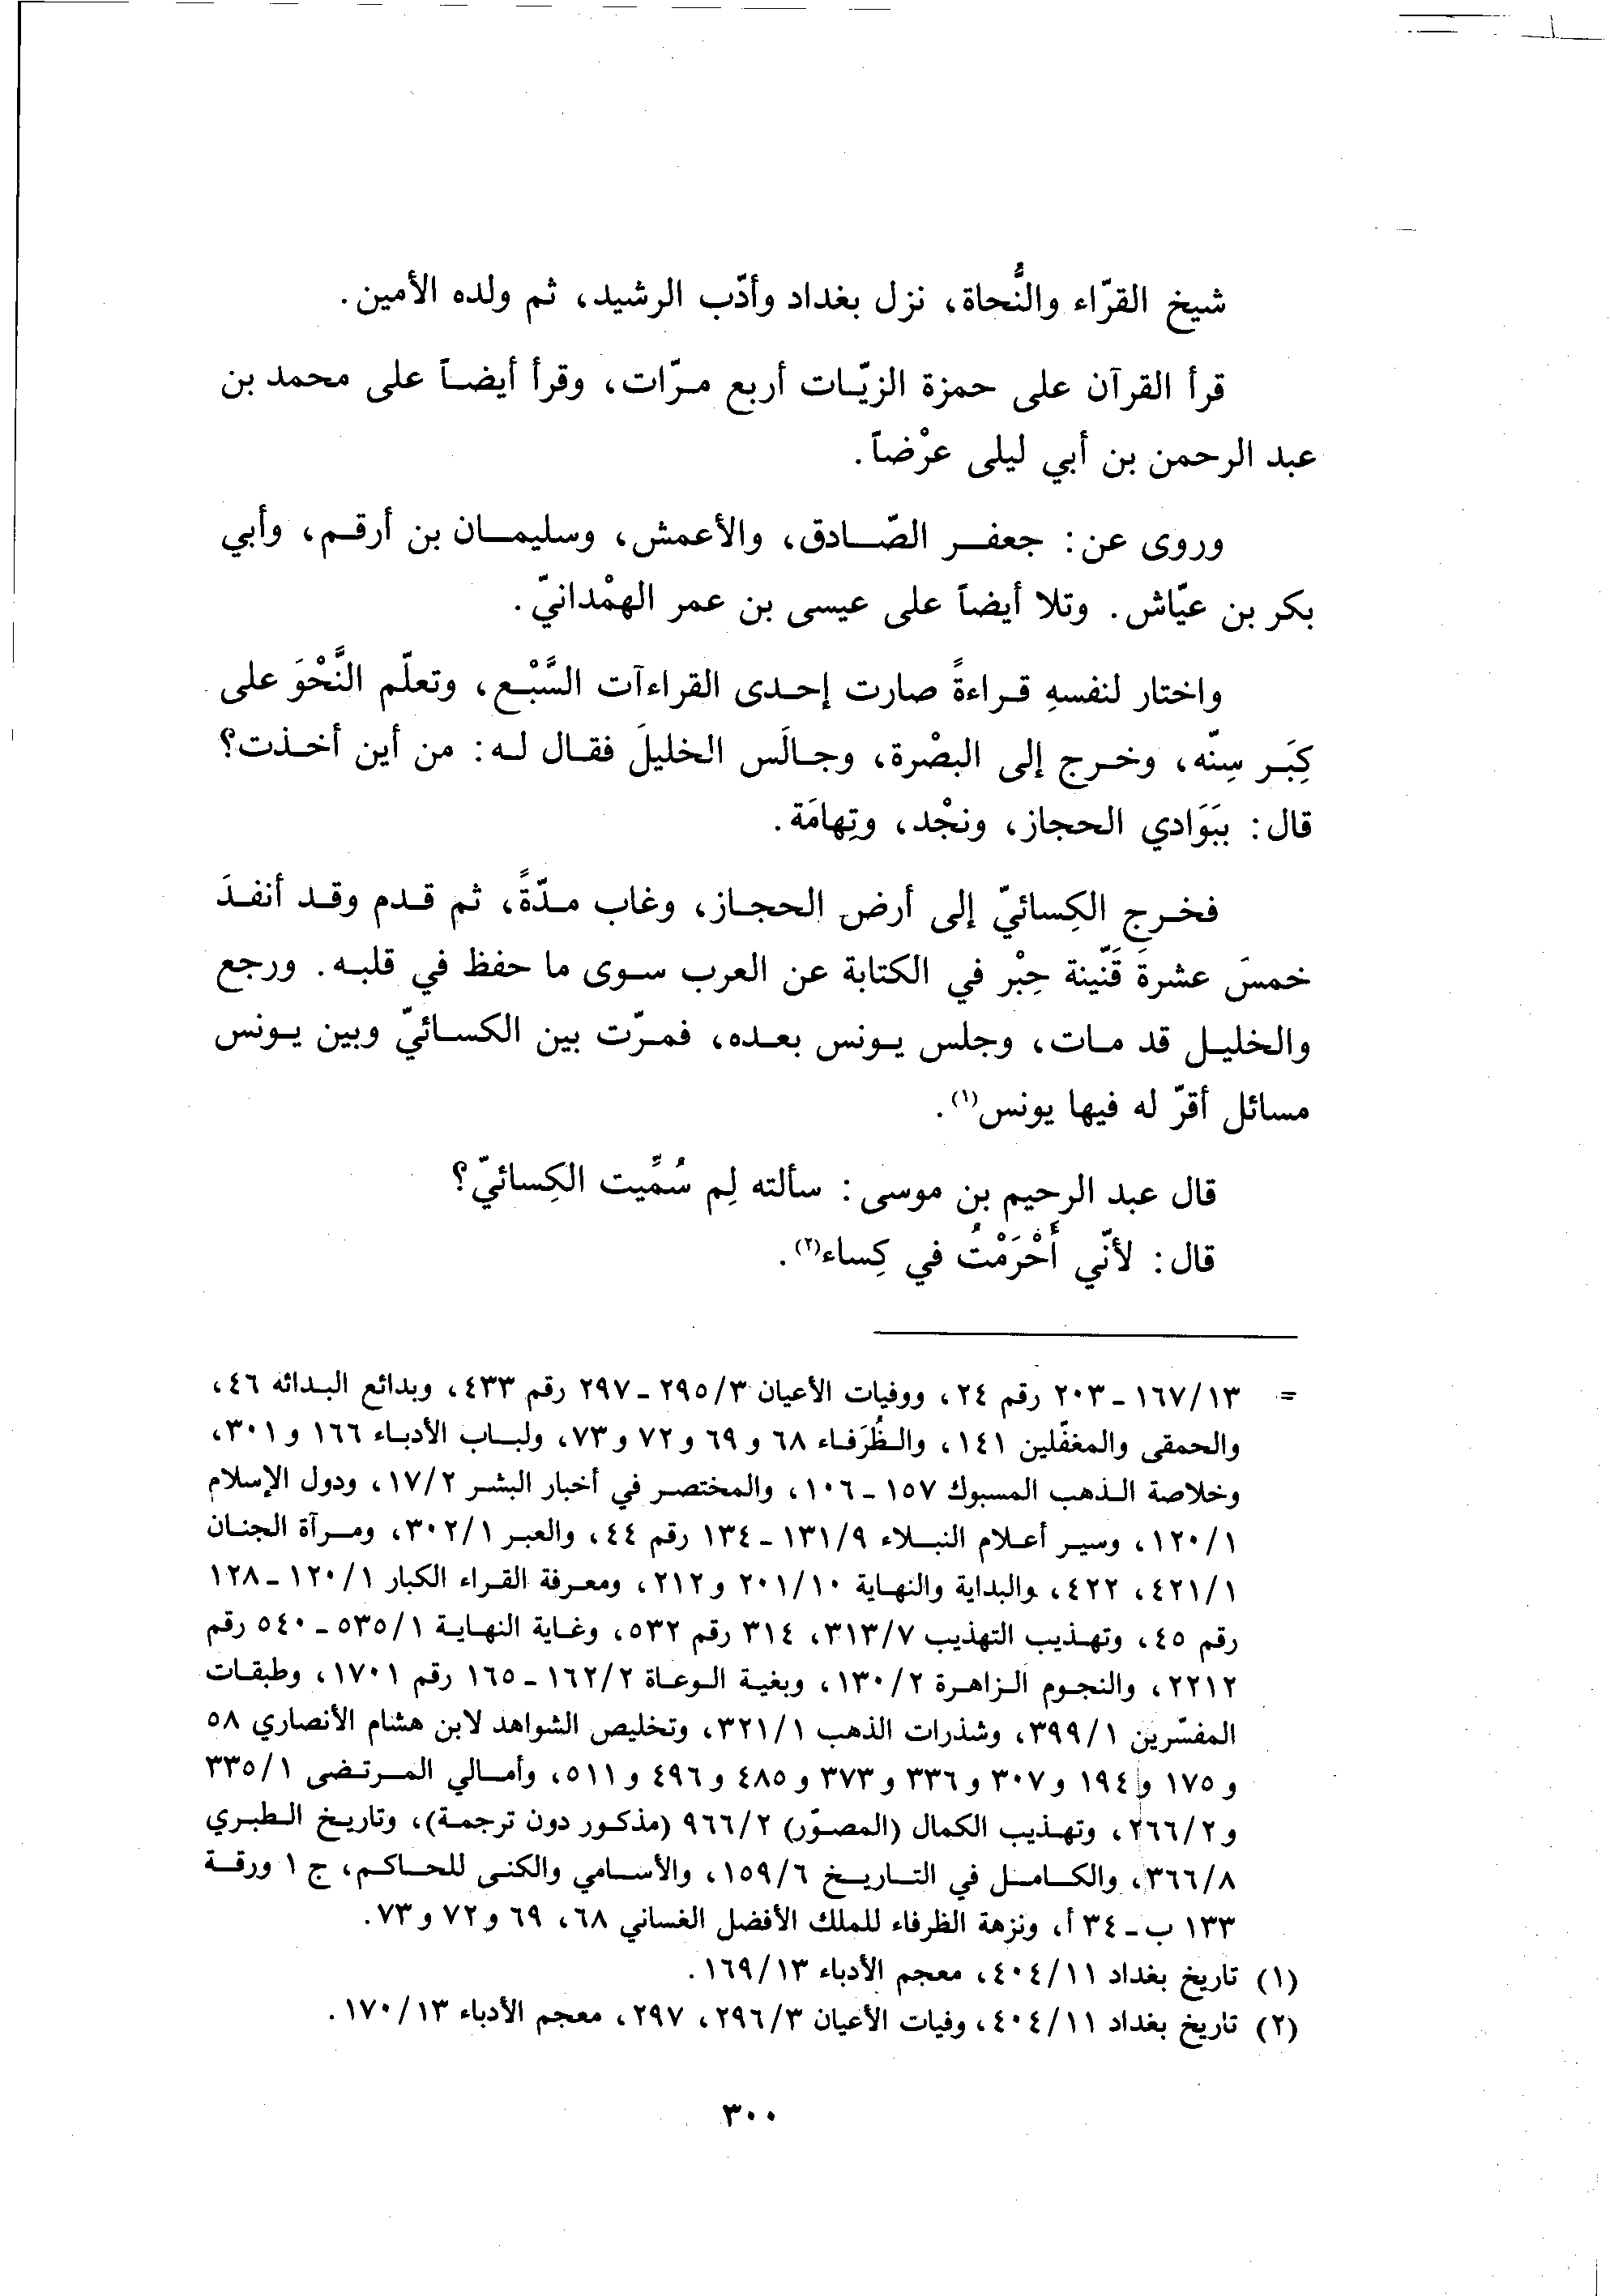 شيخ القرّاء والنُّحاة، نزل بغداد وأدّب الرشيد، ثم ولده الأمين.
قرأ القرآن على حمزة الزيّات أربع مرّات، وقرأ أيضاً على محمد بن
عبد الرحمن بن أبي ليلى عرْضاً.
وروى عن: جعفر الصّادق، والأعمش، وسليمان بن أرقم، وأبي
بكر بن عيّاش. وتلا أيضاً على عيسى بن عمر الهمْدانيّ.
واختار لنفسهِ قراءةً صارت إحدى القراءآت السَّبْع، وتعلّم النَّحْوَ على
كِبَر سِنّه، وخرج إلى البصْرة، وجالَس الخليلَ فقال له: من أين أخذت؟
قال: ببَوَادي الحجاز، ونجْد، وتِهامَة.
فخرج الكِسائيّ إلى أرض الحجاز، وغاب مدّةً، ثم قدم وقد أنفدَ
خمسَ عشرةَ قَنّينة حِبْر في الكتابة عن العرب سوى ما حفظ في قلبه. ورجع
والخليل قد مات، وجلس يونس بعده، فمرّت بين الكسائيّ وبين يونس
مسائل أقرّ له فيها يونس(١).
قال عبد الرحيم بن موسى: سألته لِم سُمِّيت الكِسائيّ؟
قال: لأنّي أَحْرَمْتُ في كِساء(٢).
= ١٦٧/١٣ - ٢٠٣ رقم ٢٤، ووفيات الأعيان ٢٩٥/٣ - ٢٩٧ رقم ٤٣٣، وبدائع البدائه ٤٦،
والحمقى والمغفّلين ١٤١، والظُرَفاء ٦٨ و ٦٩ و ٧٢ و ٧٣، ولباب الأدباء ١٦٦ و ٣٠١،
وخلاصة الذهب المسبوك ١٥٧ - ١٠٦، والمختصر في أخبار البشر ١٧/٢، ودول الإسلام
١٢٠/١، وسير أعلام النبلاء ١٣١/٩ - ١٣٤ رقم ٤٤، والعبر ٣٠٢/١، ومرآة الجنان
٤٢١/١، ٤٢٢، والبداية والنهاية ٢٠١/١٠ و ٢١٢، ومعرفة القراء الكبار ١٢٠/١ - ١٢٨
رقم ٤٥، وتهذيب التهذيب ٣١٣/٧، ٣١٤ رقم ٥٣٢، وغاية النهاية ٥٣٥/١ - ٥٤٠ رقم
٢٢١٢، والنجوم الزاهرة ١٣٠/٢، وبغية الوعاة ١٦٢/٢ - ١٦٥ رقم ١٧٠١، وطبقات
المفسّرين ٣٩٩/١، وشذرات الذهب ٣٢١/١، وتخليص الشواهد لابن هشام الأنصاري ٥٨
و ١٧٥ و ١٩٤ و ٣٠٧ و ٣٣٦ و ٣٧٣ و ٤٨٥ و ٤٩٦ و ٥١١، وأمالي المرتضى ٣٣٥/١
و ٢٦٦/٢، وتهذيب الكمال (المصوّر) ٩٦٦/٢ (مذكور دون ترجمة)، وتاريخ الطبري
٣٦٦/٨، والكامل في التاريخ ١٥٩/٦، والأسامي والكنى للحاكم، ج ١ ورقة
١٣٣ ب - ٣٤ أ، ونزهة الظرفاء للملك الأفضل الغساني ٦٨، ٦٩ و ٧٢ و ٧٣.
(١) تاريخ بغداد ٤٠٤/١١، معجم الأدباء ١٦٩/١٣.
(٢) تاريخ بغداد ٤٠٤/١١، وفيات الأعيان ٢٩٦/٣، ٢٩٧، معجم الأدباء ١٧٠/١٣.
٣٠٠